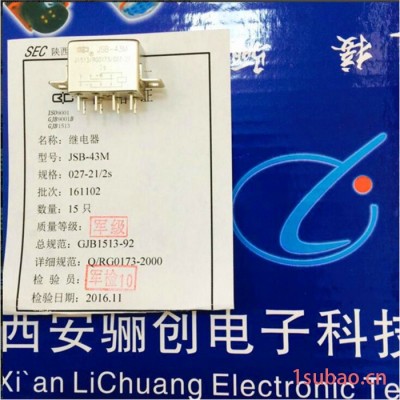 SEC 陕西
JSB-43M
证
ISO9001
GJB9001B
GJB1513
名称：继电器
型号：JSB-43M
规格：027-21/2s
批次：161102
数量：15 只
质量等级：军级
总规范：GJB1513-92
详细规范：Q/RG0173-2000
检 验 员：军检10
检验日期：2016.11
接
西安骊创电子科技
Xi`an LiChuang Electronic Te
1subao.cn